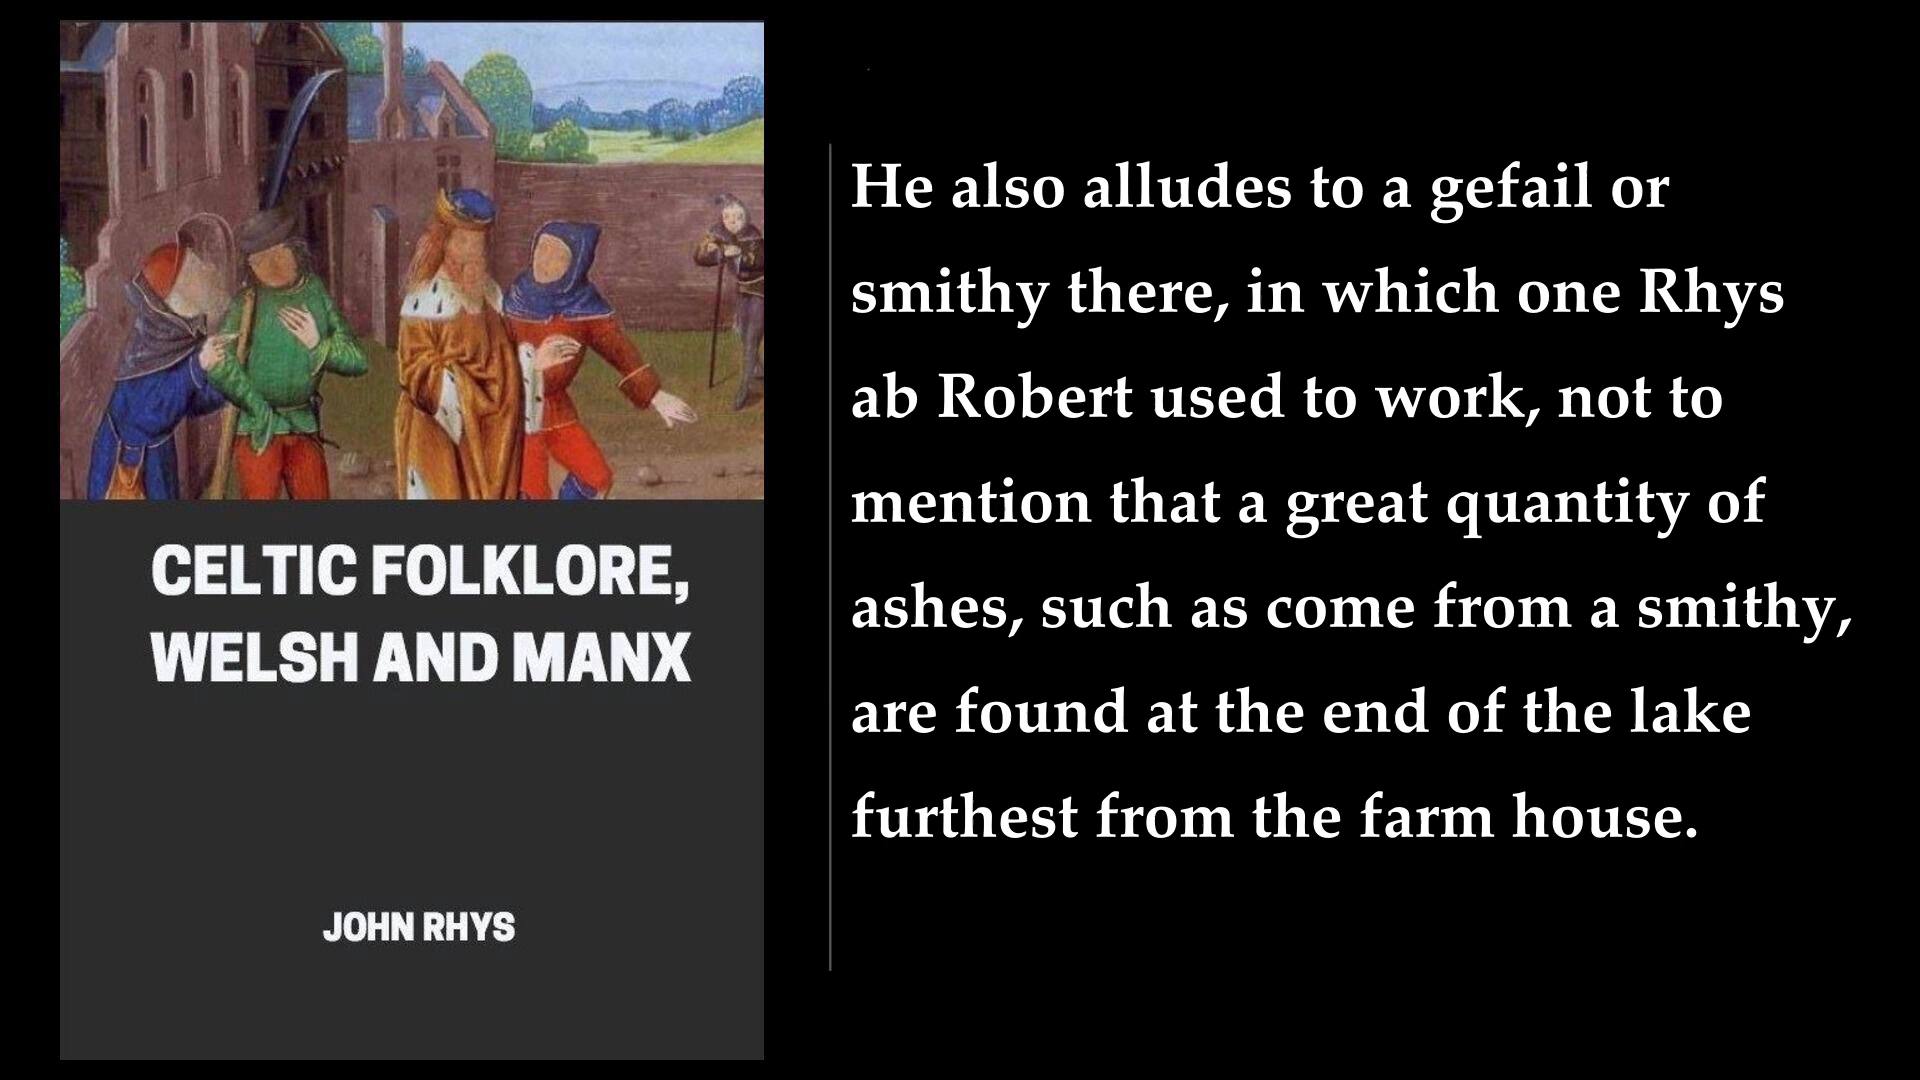 CELTIC FOLKLORE,
WELSH AND MANX
JOHN RHYS
He also alludes to a gefail or
smithy there, in which one Rhys
ab Robert used to work, not to
mention that a great quantity of
ashes, such as come from a smithy,
are found at the end of the lake
furthest from the farm house.